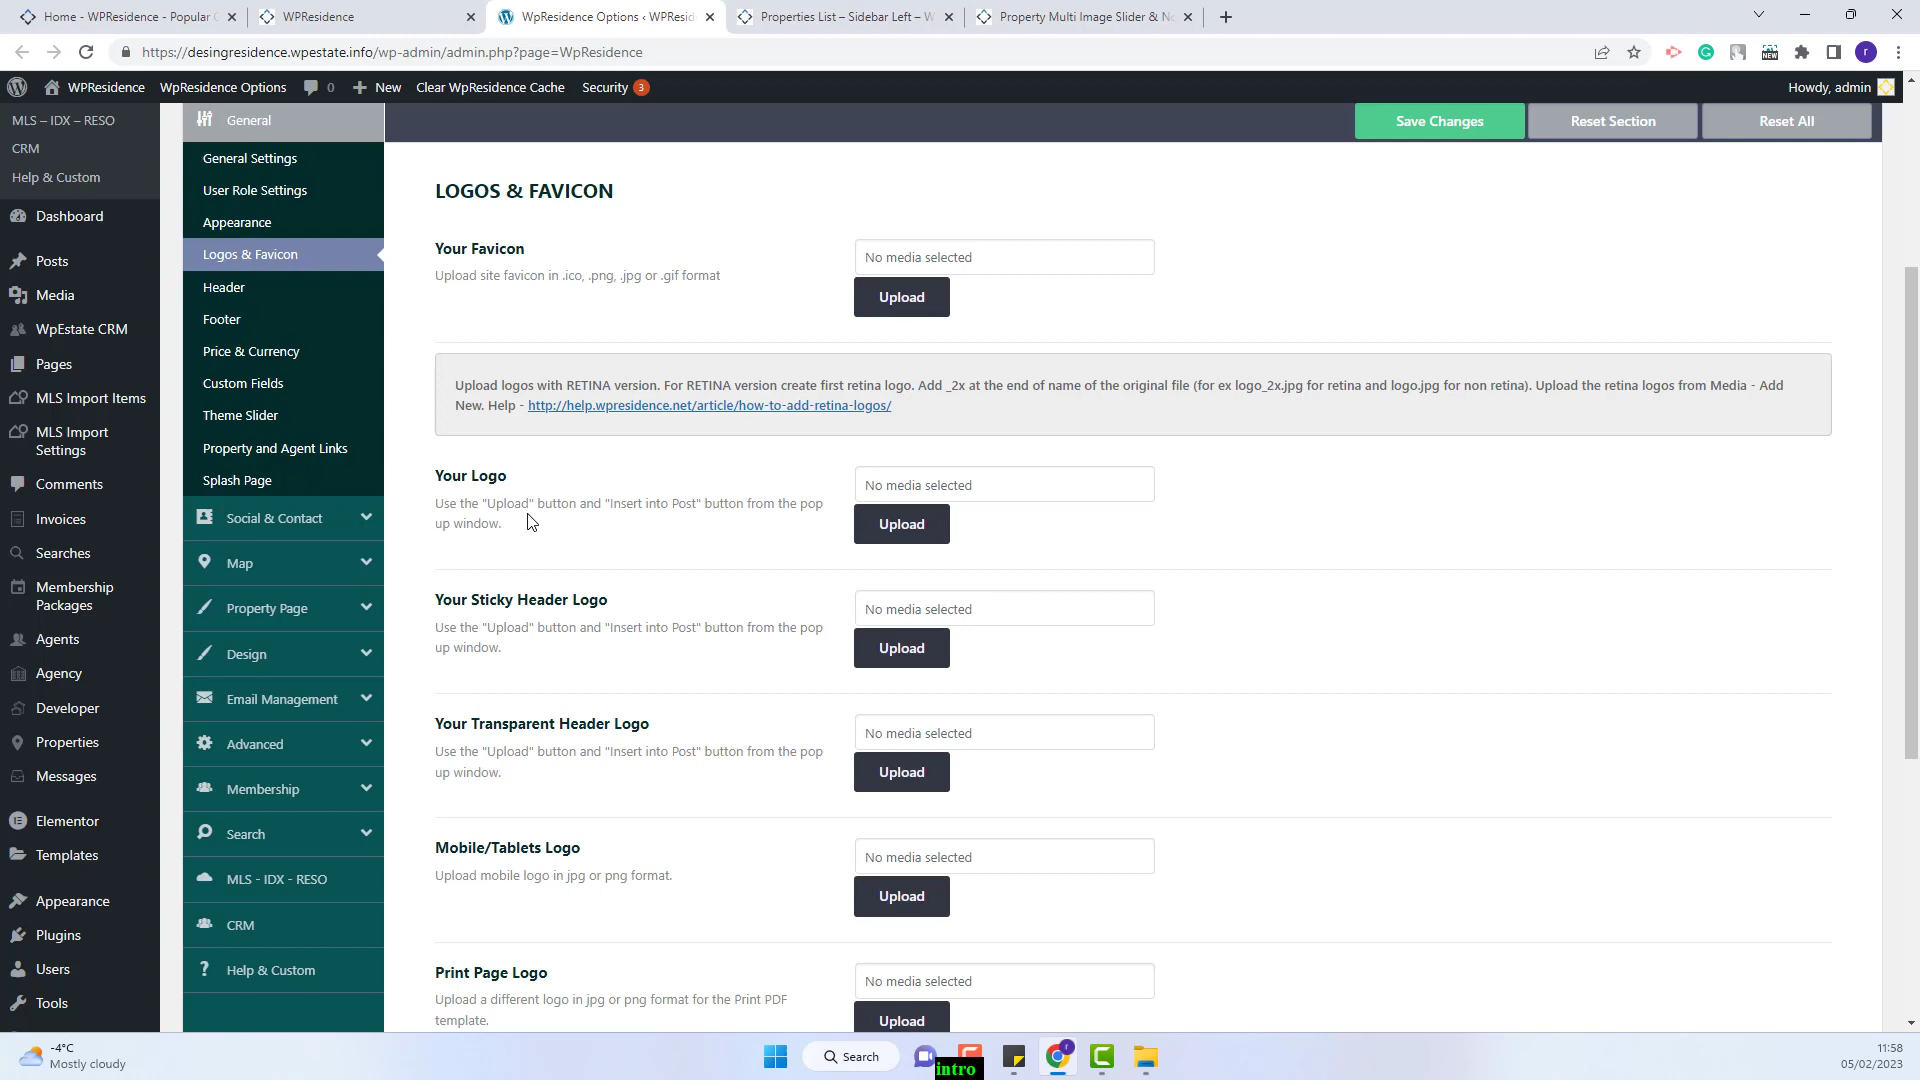 Home - WPResidence - Popular
WPResidence
WpResidence Options ‹ WPResid
Properties List – Sidebar Left – W
Property Multi Image Slider & N
https://desingresidence.wpestate.info/wp-admin/admin.php?page=WpResidence
WPResidence
WpResidence Options
0
New
Clear WpResidence Cache
Security
3
Howdy, admin
MLS – IDX – RESO
CRM
Help & Custom
Dashboard
Posts
Media
WpEstate CRM
Pages
MLS Import Items
MLS Import
Settings
Comments
Invoices
Searches
Membership
Packages
Agents
Agency
Developer
Properties
Messages
Elementor
Templates
Appearance
Plugins
Users
Tools
General
General Settings
User Role Settings
Appearance
Logos & Favicon
Header
Footer
Price & Currency
Custom Fields
Theme Slider
Property and Agent Links
Splash Page
Social & Contact
Map
Property Page
Design
Email Management
Advanced
Membership
Search
MLS - IDX - RESO
CRM
Help & Custom
Save Changes
Reset Section
Reset All
LOGOS & FAVICON
Your Favicon
Upload site favicon in .ico, .png, .jpg or .gif format
No media selected
Upload
Upload logos with RETINA version. For RETINA version create first retina logo. Add _2x at the end of name of the original file (for ex logo_2x.jpg for retina and logo.jpg for non retina). Upload the retina logos from Media - Add
New. Help - http://help.wpresidence.net/article/how-to-add-retina-logos/
Your Logo
Use the "Upload" button and "Insert into Post" button from the pop
up window.
No media selected
Upload
Your Sticky Header Logo
Use the "Upload" button and "Insert into Post" button from the pop
up window.
No media selected
Upload
Your Transparent Header Logo
Use the "Upload" button and "Insert into Post" button from the pop
up window.
No media selected
Upload
Mobile/Tablets Logo
Upload mobile logo in jpg or png format.
No media selected
Upload
Print Page Logo
Upload a different logo in jpg or png format for the Print PDF
template.
No media selected
Upload
-4°C
Mostly cloudy
Search
intro
11:58
05/02/2023